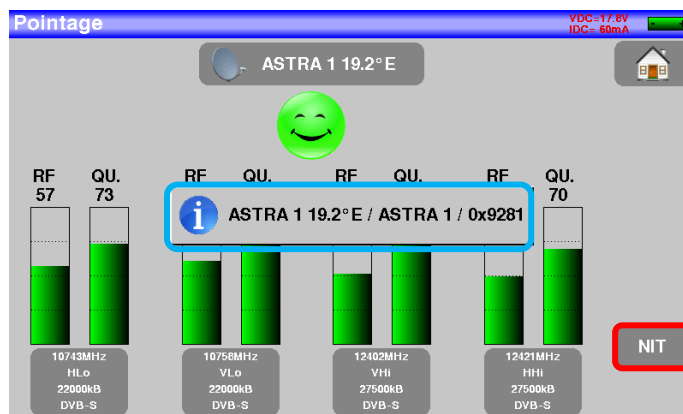 Pointage
VDC=17.8V
IDC= 60mA
ASTRA 1 19.2°E
RF QU. RF QU. RF QU. RF QU.
57 73 70
i ASTRA 1 19.2°E / ASTRA 1 / 0x9281
NIT
10743MHz
HLo
22000kB
DVB-S
10758MHz
VLo
22000kB
DVB-S
12402MHz
VHi
27500kB
DVB-S
12421MHz
HHi
27500kB
DVB-S